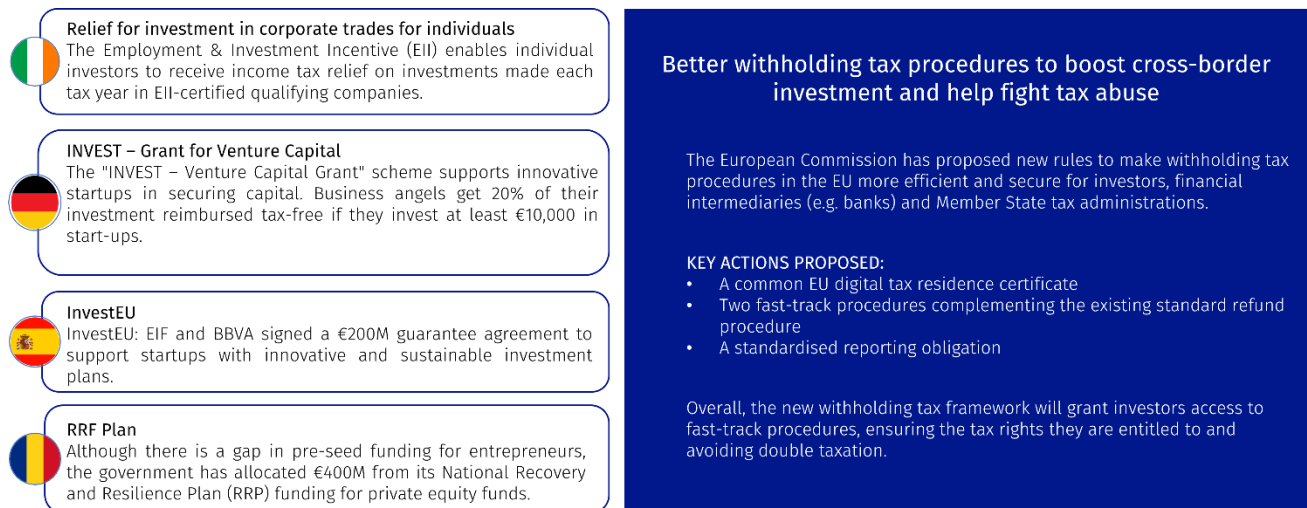 Relief for investment in corporate trades for individuals
The Employment & Investment Incentive (EII) enables individual
investors to receive income tax relief on investments made each
tax year in EII-certified qualifying companies.
INVEST – Grant for Venture Capital
The "INVEST – Venture Capital Grant" scheme supports innovative
startups in securing capital. Business angels get 20% of their
investment reimbursed tax-free if they invest at least €10,000 in
start-ups.
InvestEU
InvestEU: EIF and BBVA signed a €200M guarantee agreement to
support startups with innovative and sustainable investment
plans.
RRF Plan
Although there is a gap in pre-seed funding for entrepreneurs,
the government has allocated €400M from its National Recovery
and Resilience Plan (RRP) funding for private equity funds.
Better withholding tax procedures to boost cross-border
investment and help fight tax abuse
The European Commission has proposed new rules to make withholding tax
procedures in the EU more efficient and secure for investors, financial
intermediaries (e.g. banks) and Member State tax administrations.
KEY ACTIONS PROPOSED:
• A common EU digital tax residence certificate
• Two fast-track procedures complementing the existing standard refund
procedure
• A standardised reporting obligation
Overall, the new withholding tax framework will grant investors access to
fast-track procedures, ensuring the tax rights they are entitled to and
avoiding double taxation.